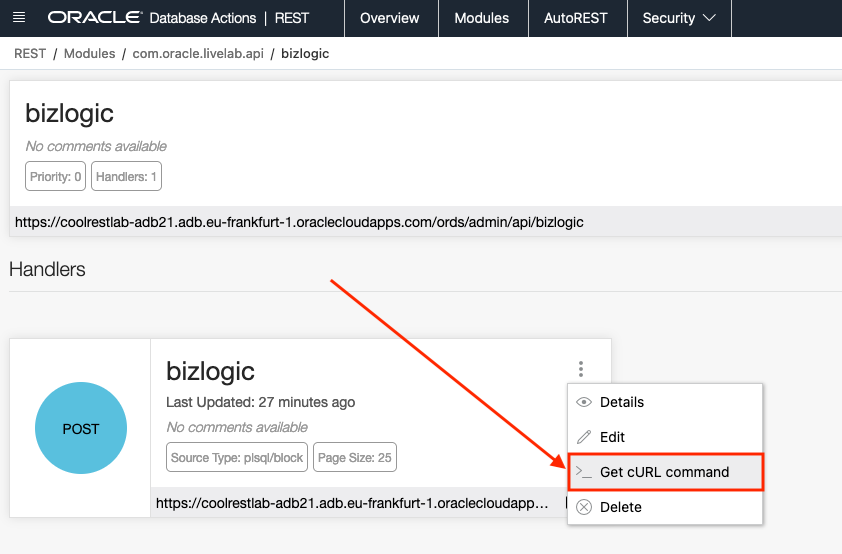 ORACLE Database Actions | REST Overview Modules AutoREST Security
REST / Modules / com.oracle.livelab.api / bizlogic
bizlogic
No comments available
Priority: 0 Handlers: 1
https://coolrestlab-adb21.adb.eu-frankfurt-1.oraclecloudapps.com/ords/admin/api/bizlogic
Handlers
POST
bizlogic
Last Updated: 27 minutes ago
No comments available
Source Type: plsql/block Page Size: 25
https://coolrestlab-adb21.adb.eu-frankfurt-1.oraclecloudapp...
Details
Edit
Get cURL command
Delete